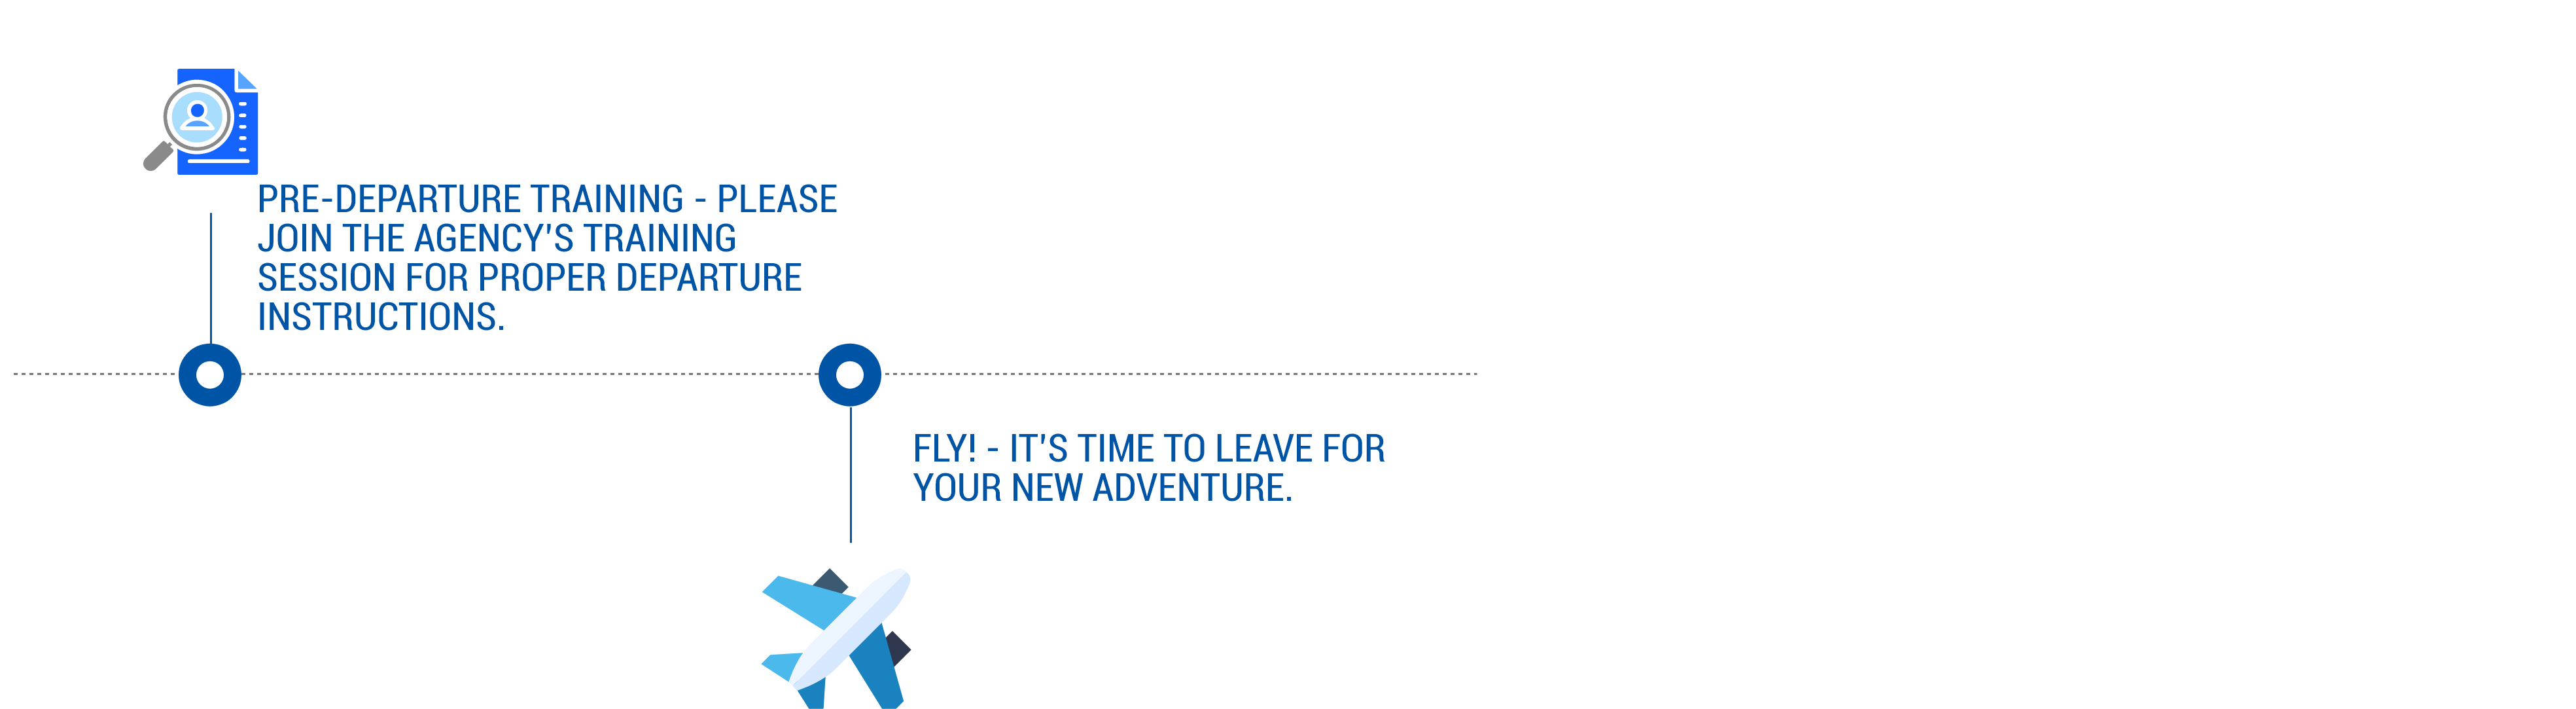 PRE-DEPARTURE TRAINING - PLEASE
JOIN THE AGENCY'S TRAINING
SESSION FOR PROPER DEPARTURE
INSTRUCTIONS.
FLY! - IT'S TIME TO LEAVE FOR
YOUR NEW ADVENTURE.